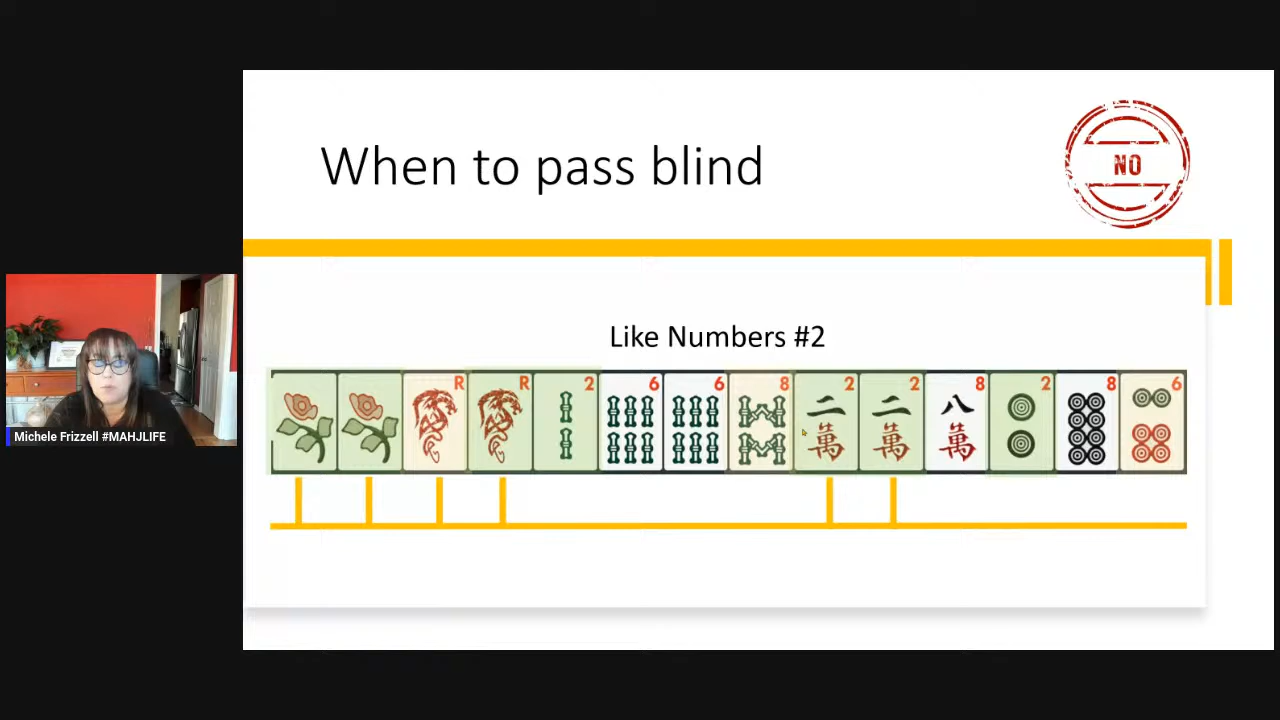 When to pass blind
NO
Like Numbers #2
R R 2 6 6 8 2 2 8 2 8 6
二 二 八
萬 萬 萬
Michele Frizzell #MAHJLIFE